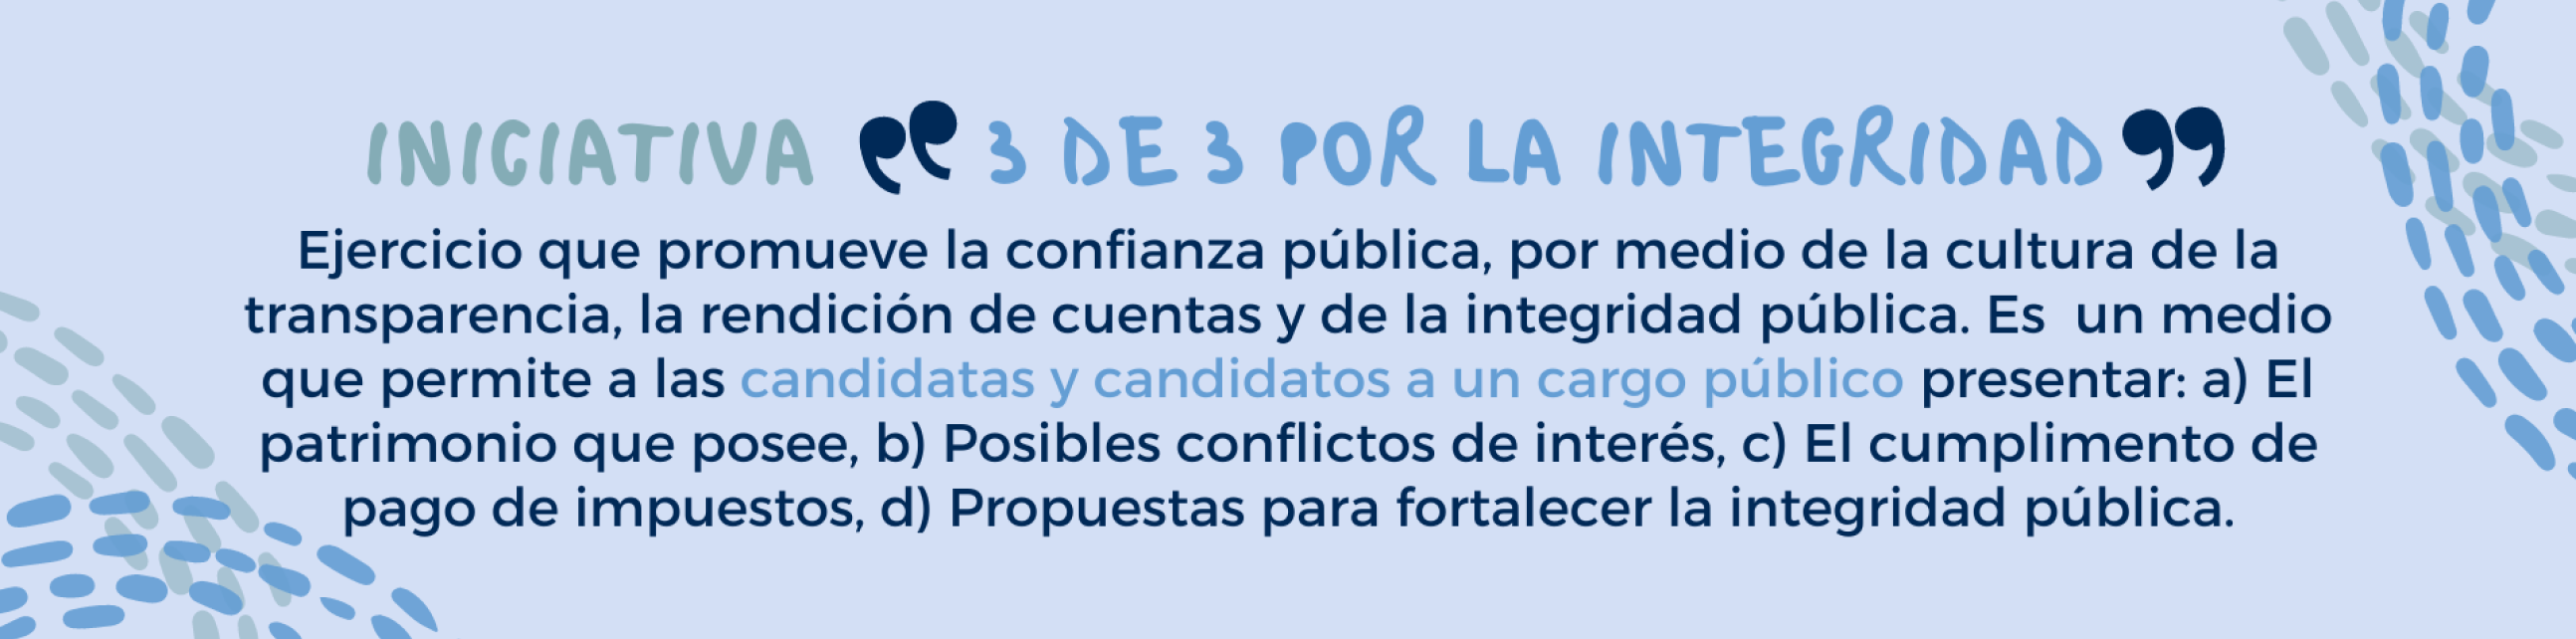 INICIATIVA “3 DE 3 POR LA INTEGRIDAD”
Ejercicio que promueve la confianza pública, por medio de la cultura de la
transparencia, la rendición de cuentas y de la integridad pública. Es  un medio
que permite a las candidatas y candidatos a un cargo público presentar: a) El
patrimonio que posee, b) Posibles conflictos de interés, c) El cumplimento de
pago de impuestos, d) Propuestas para fortalecer la integridad pública.